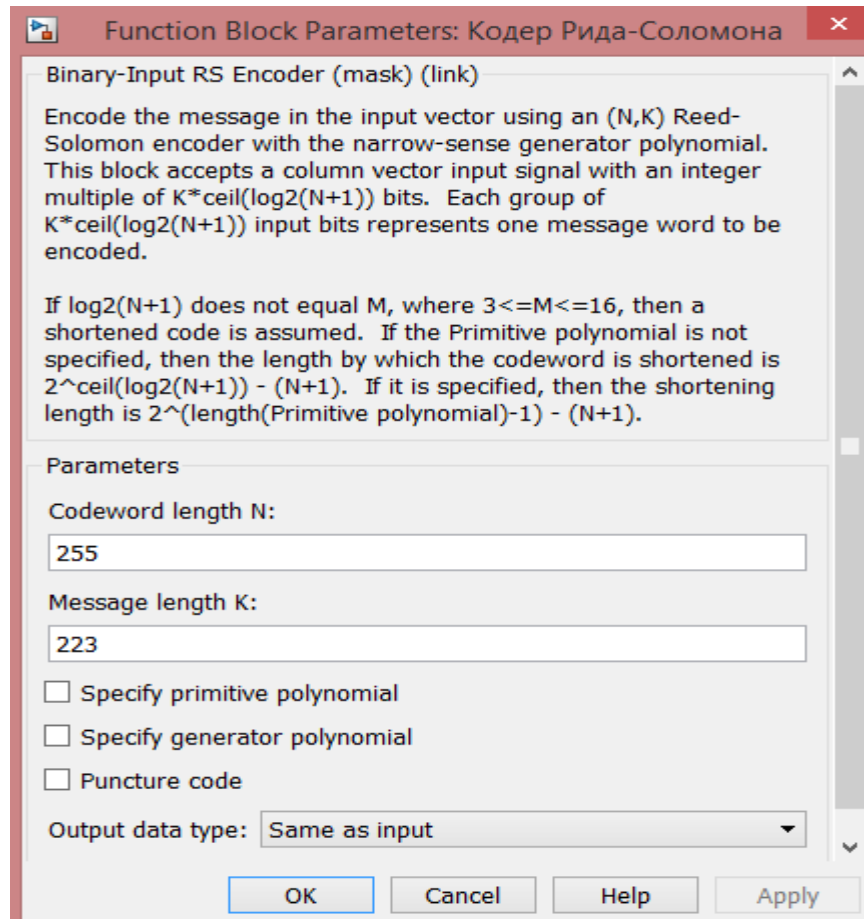 Function Block Parameters: Кодер Рида-Соломона
Binary-Input RS Encoder (mask) (link)
Encode the message in the input vector using an (N,K) Reed-
Solomon encoder with the narrow-sense generator polynomial.
This block accepts a column vector input signal with an integer
multiple of K*ceil(log2(N+1)) bits.  Each group of
K*ceil(log2(N+1)) input bits represents one message word to be
encoded.
If log2(N+1) does not equal M, where 3<=M<=16, then a
shortened code is assumed.  If the Primitive polynomial is not
specified, then the length by which the codeword is shortened is
2^ceil(log2(N+1)) - (N+1).  If it is specified, then the shortening
length is 2^(length(Primitive polynomial)-1) - (N+1).
Parameters
Codeword length N:
255
Message length K:
223
Specify primitive polynomial
Specify generator polynomial
Puncture code
Output data type: Same as input
OK Cancel Help Apply